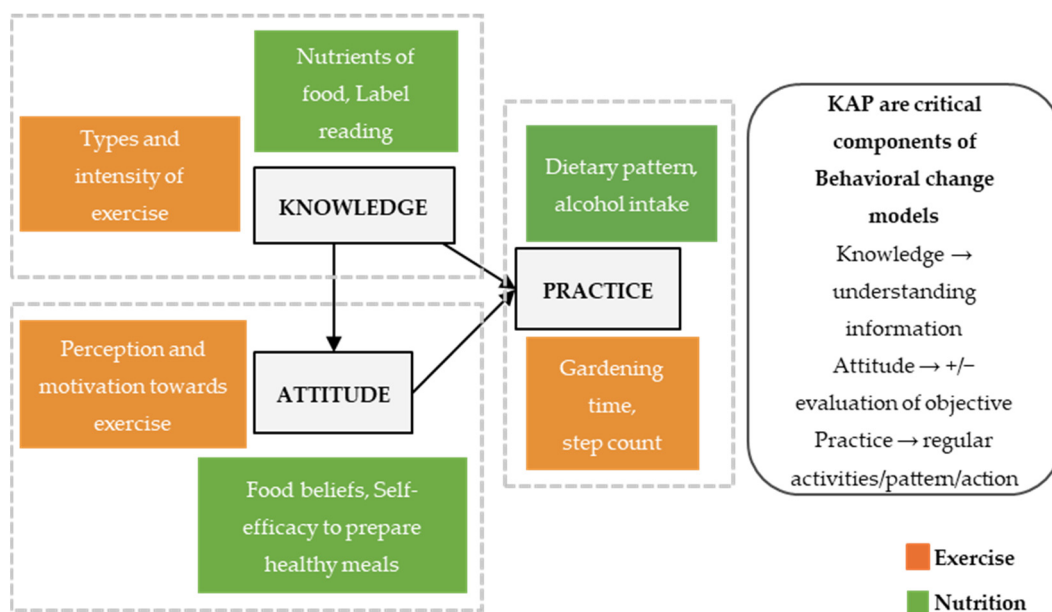 Nutrients of
food, Label
reading
Types and
intensity of
exercise
KNOWLEDGE
Perception and
motivation towards
exercise
ATTITUDE
Food beliefs, Self-
efficacy to prepare
healthy meals
Dietary pattern,
alcohol intake
PRACTICE
Gardening
time,
step count
KAP are critical
components of
Behavioral change
models
Knowledge →
understanding
information
Attitude → +/−
evaluation of objective
Practice → regular
activities/pattern/action
Exercise
Nutrition